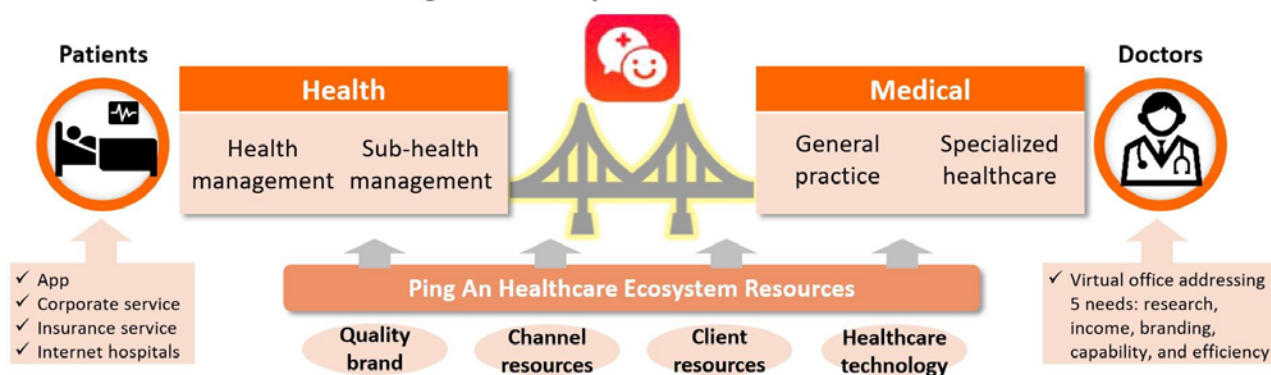 Patients
Doctors
Health
Medical
Health
management
Sub-health
management
General
practice
Specialized
healthcare
✓ App
✓ Corporate service
✓ Insurance service
✓ Internet hospitals
Ping An Healthcare Ecosystem Resources
Quality
brand
Channel
resources
Client
resources
Healthcare
technology
✓ Virtual office addressing
5 needs: research,
income, branding,
capability, and efficiency